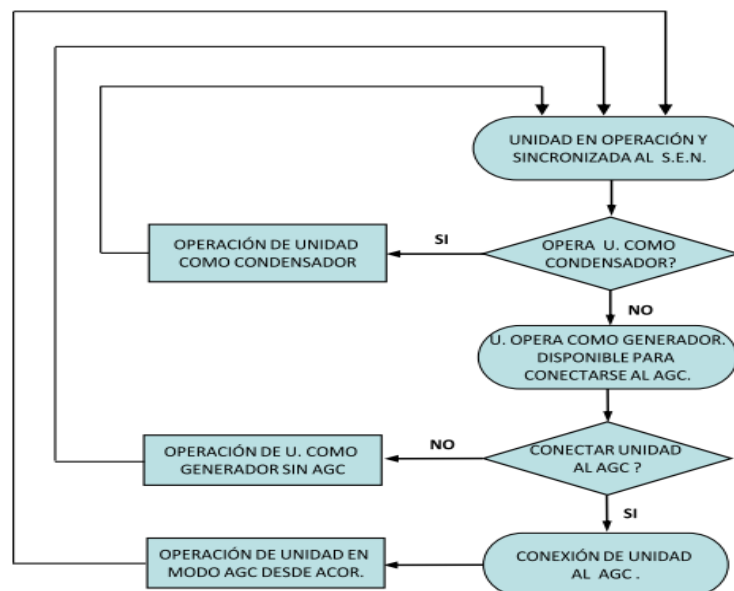 UNIDAD EN OPERACIÓN Y
SINCRONIZADA AL S.E.N.
OPERACIÓN DE UNIDAD
COMO CONDENSADOR
SI
OPERA U. COMO
CONDENSADOR?
NO
U. OPERA COMO GENERADOR.
DISPONIBLE PARA
CONECTARSE AL AGC.
OPERACIÓN DE U. COMO
GENERADOR SIN AGC
NO
CONECTAR UNIDAD
AL AGC ?
SI
OPERACIÓN DE UNIDAD EN
MODO AGC DESDE ACOR.
CONEXIÓN DE UNIDAD
AL AGC .